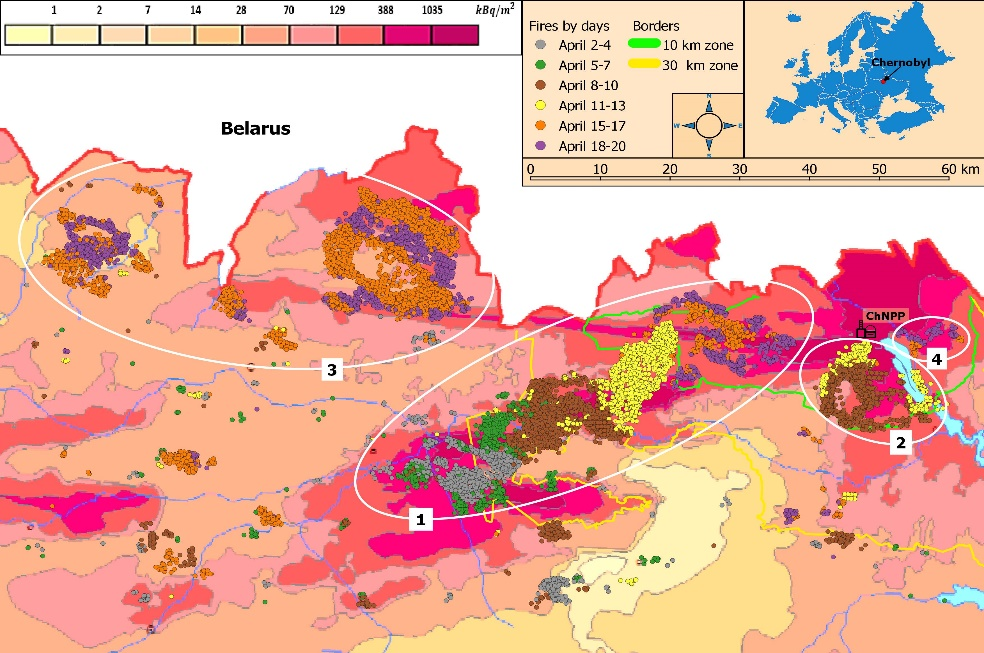 1 2 7 14 28 70 129 388 1035 kBq/m²
Fires by days
April 2-4
April 5-7
April 8-10
April 11-13
April 15-17
April 18-20
Borders
10 km zone
30 km zone
N
W E
S
Chernobyl
0 10 20 30 40 50 60 km
Belarus
ChNPP
4
3
2
1